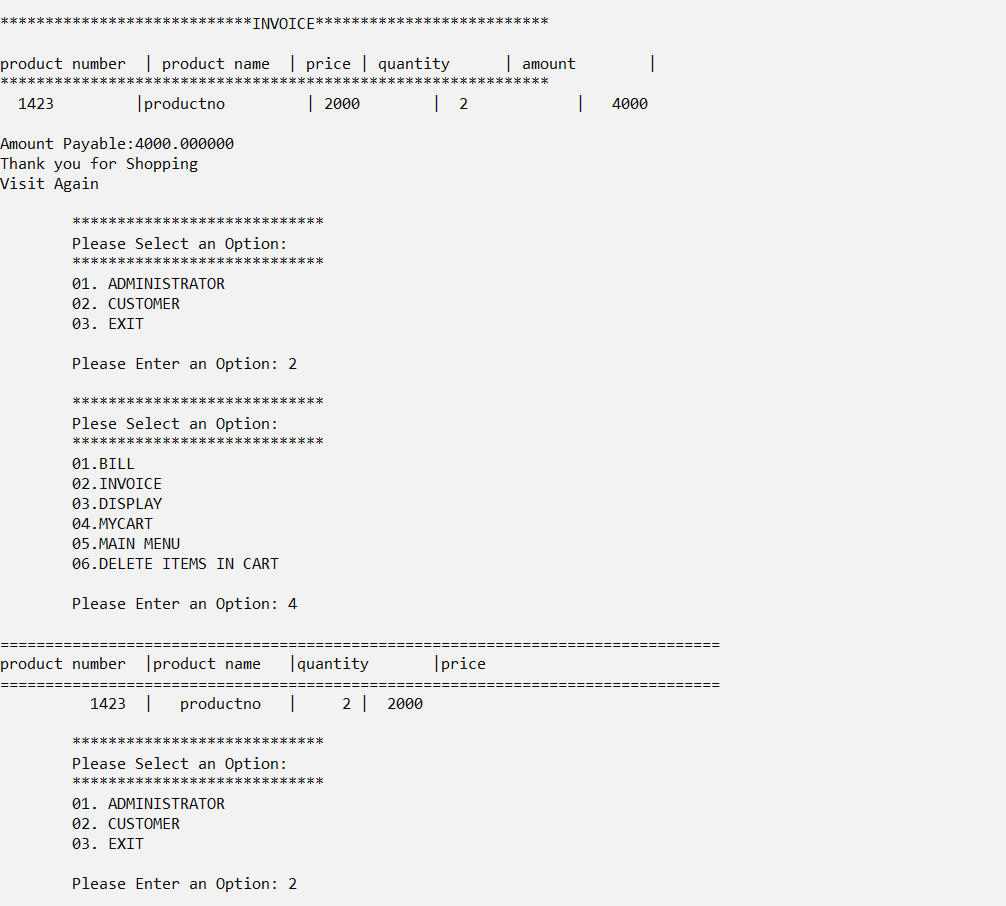 ****************************INVOICE**************************
product number  | product name  | price | quantity      | amount        |
*************************************************************
  1423         |productno         | 2000        |  2            |   4000
Amount Payable:4000.000000
Thank you for Shopping
Visit Again
        ****************************
        Please Select an Option:
        ****************************
        01. ADMINISTRATOR
        02. CUSTOMER
        03. EXIT
        Please Enter an Option: 2
        ****************************
        Plese Select an Option:
        ****************************
        01.BILL
        02.INVOICE
        03.DISPLAY
        04.MYCART
        05.MAIN MENU
        06.DELETE ITEMS IN CART
        Please Enter an Option: 4
================================================================================
product number  |product name   |quantity       |price
================================================================================
          1423  |   productno   |     2 |  2000
        ****************************
        Please Select an Option:
        ****************************
        01. ADMINISTRATOR
        02. CUSTOMER
        03. EXIT
        Please Enter an Option: 2